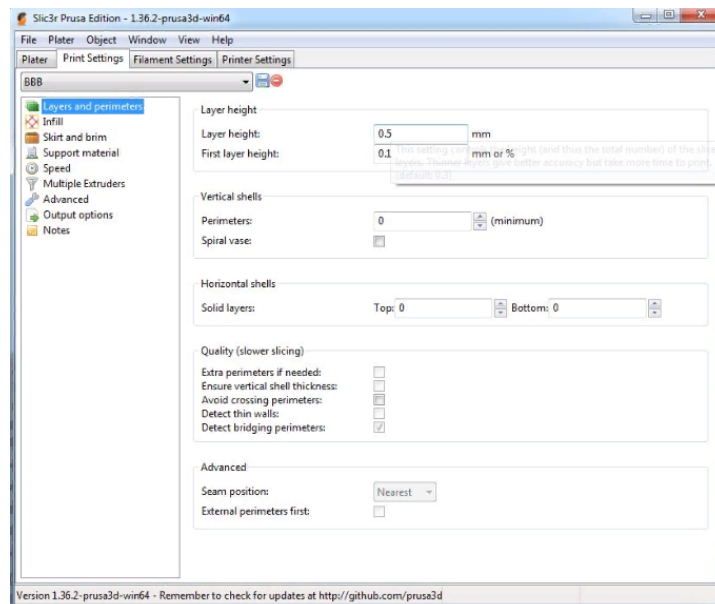 Slic3r Prusa Edition - 1.36.2-prusa3d-win64
File Plater Object Window View Help
Plater Print Settings Filament Settings Printer Settings
BBB
Layers and perimeters
Infill
Skirt and brim
Support material
Speed
Multiple Extruders
Advanced
Output options
Notes
Layer height
Layer height: 0.5 mm
First layer height: 0.1 mm or %
This setting controls the height (and thus the total number) of the slice
layers. Thinner layers give better accuracy but take more time to print.
(default: 0.3)
Vertical shells
Perimeters: 0 (minimum)
Spiral vase:
Horizontal shells
Solid layers: Top: 0 Bottom: 0
Quality (slower slicing)
Extra perimeters if needed:
Ensure vertical shell thickness:
Avoid crossing perimeters:
Detect thin walls:
Detect bridging perimeters:
Advanced
Seam position: Nearest
External perimeters first:
Version 1.36.2-prusa3d-win64 - Remember to check for updates at http://github.com/prusa3d